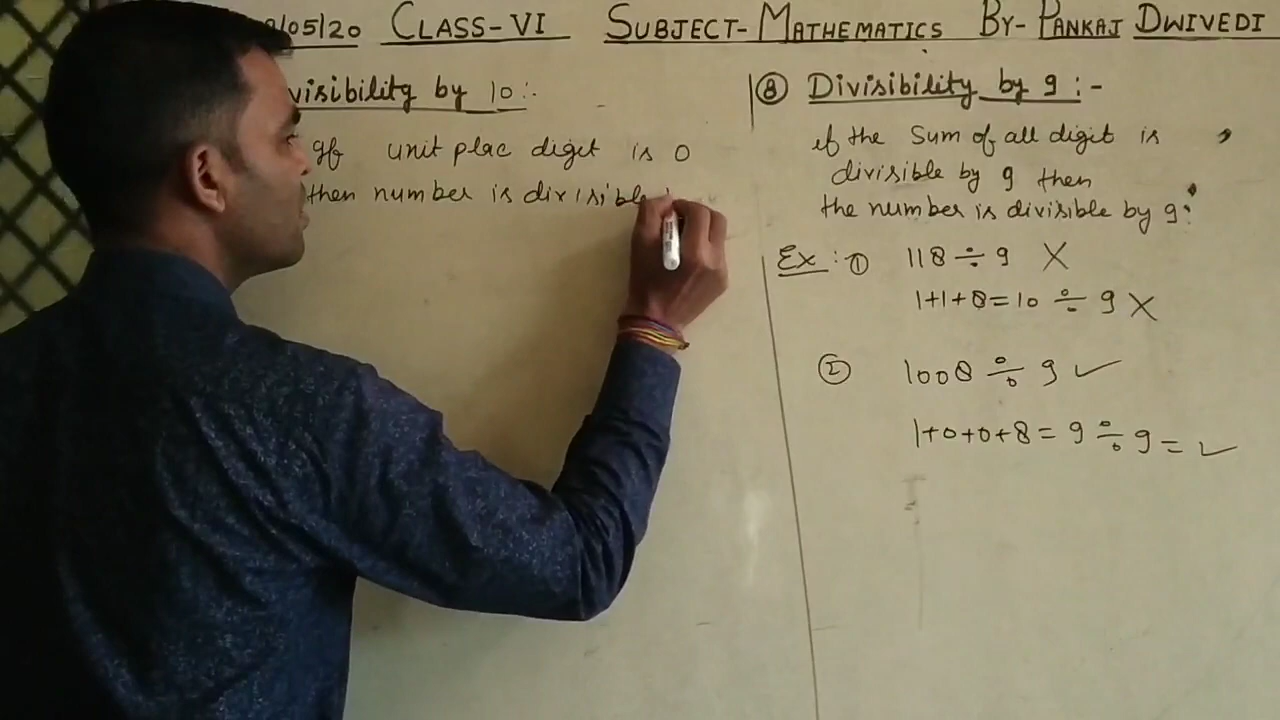 /05/20 CLASS-VI SUBJECT-MATHEMATICS BY-PANKAJ DWIVEDI
visibility by 10:-
If unit plac digit is 0
then number is divisible
⑧ Divisibility by 9:-
if the Sum of all digit is
divisible by 9 then
the number is divisible by 9.
Ex: ① 118 ÷ 9 X
1+1+8=10 ÷ 9 X
② 1008 ÷ 9 ✓
1+0+0+8=9 ÷ 9 = ✓